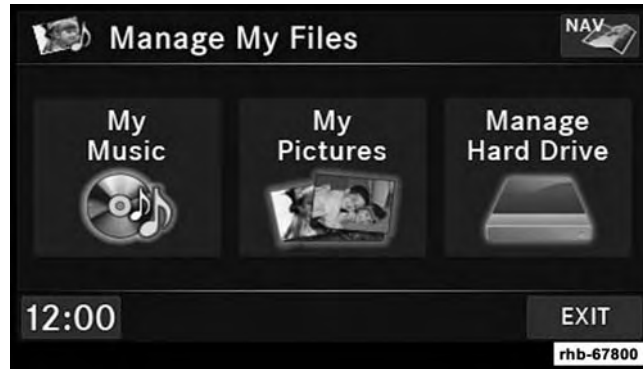 Manage My Files
NAV
My
Music
My
Pictures
Manage
Hard Drive
12:00
EXIT
rhb-67800